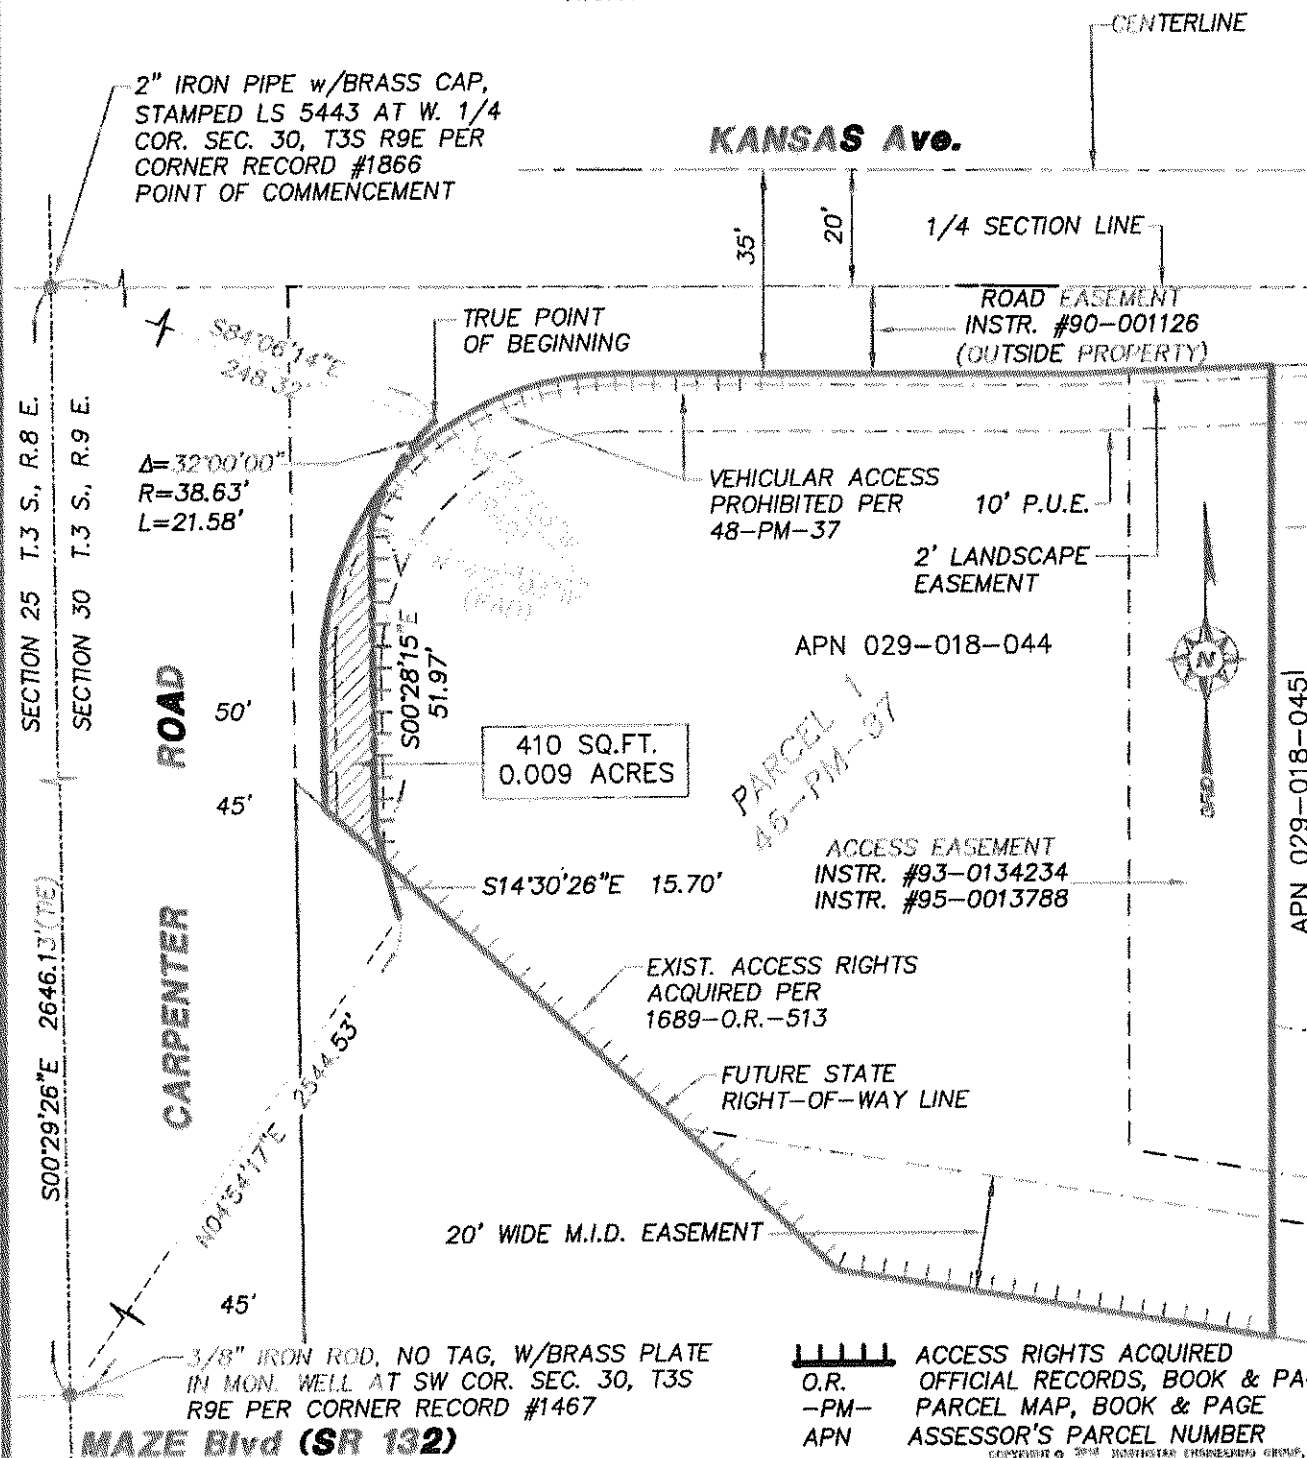 CENTERLINE
2" IRON PIPE w/BRASS CAP,
STAMPED LS 5443 AT W. 1/4
COR. SEC. 30, T3S R9E PER
CORNER RECORD #1866
POINT OF COMMENCEMENT
KANSAS Ave.
35'
20'
1/4 SECTION LINE
ROAD EASEMENT
INSTR. #90-001126
(OUTSIDE PROPERTY)
TRUE POINT
OF BEGINNING
S84°06'14"E
248.32'
SECTION 25 T.3 S., R.8 E.
SECTION 30 T.3 S., R.9 E.
Δ=32°00'00"
R=38.63'
L=21.58'
VEHICULAR ACCESS
PROHIBITED PER
48-PM-37
10' P.U.E.
2' LANDSCAPE
EASEMENT
(RAD)
S00°28'15"E
51.97'
APN 029-018-044
N
APN 029-018-045
ROAD
50'
410 SQ.FT.
0.009 ACRES
PARCEL 1
46-PM-37
45'
ACCESS EASEMENT
INSTR. #93-0134234
INSTR. #95-0013788
S14°30'26"E 15.70'
S00°29'26"E 2646.13'(TIE)
CARPENTER
EXIST. ACCESS RIGHTS
ACQUIRED PER
1689-O.R.-513
N04°54'17"E 2544.53'
FUTURE STATE
RIGHT-OF-WAY LINE
20' WIDE M.I.D. EASEMENT
45'
3/8" IRON ROD, NO TAG, W/BRASS PLATE
IN MON. WELL AT SW COR. SEC. 30, T3S
R9E PER CORNER RECORD #1467
MAZE Blvd (SR 132)
ACCESS RIGHTS ACQUIRED
O.R. OFFICIAL RECORDS, BOOK & PA
-PM- PARCEL MAP, BOOK & PAGE
APN ASSESSOR'S PARCEL NUMBER
NORTHSTAR ENGINEERING GROUP,